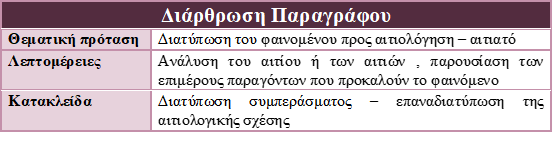 Διάρθρωση Παραγράφου
Θεματική πρόταση Διατύπωση του φαινομένου προς αιτιολόγηση – αιτιατό
Λεπτομέρειες Ανάλυση του αιτίου ή των αιτιών , παρουσίαση των
επιμέρους παραγόντων που προκαλούν το φαινόμενο
Κατακλείδα Διατύπωση συμπεράσματος – επαναδιατύπωση της
αιτιολογικής σχέσης